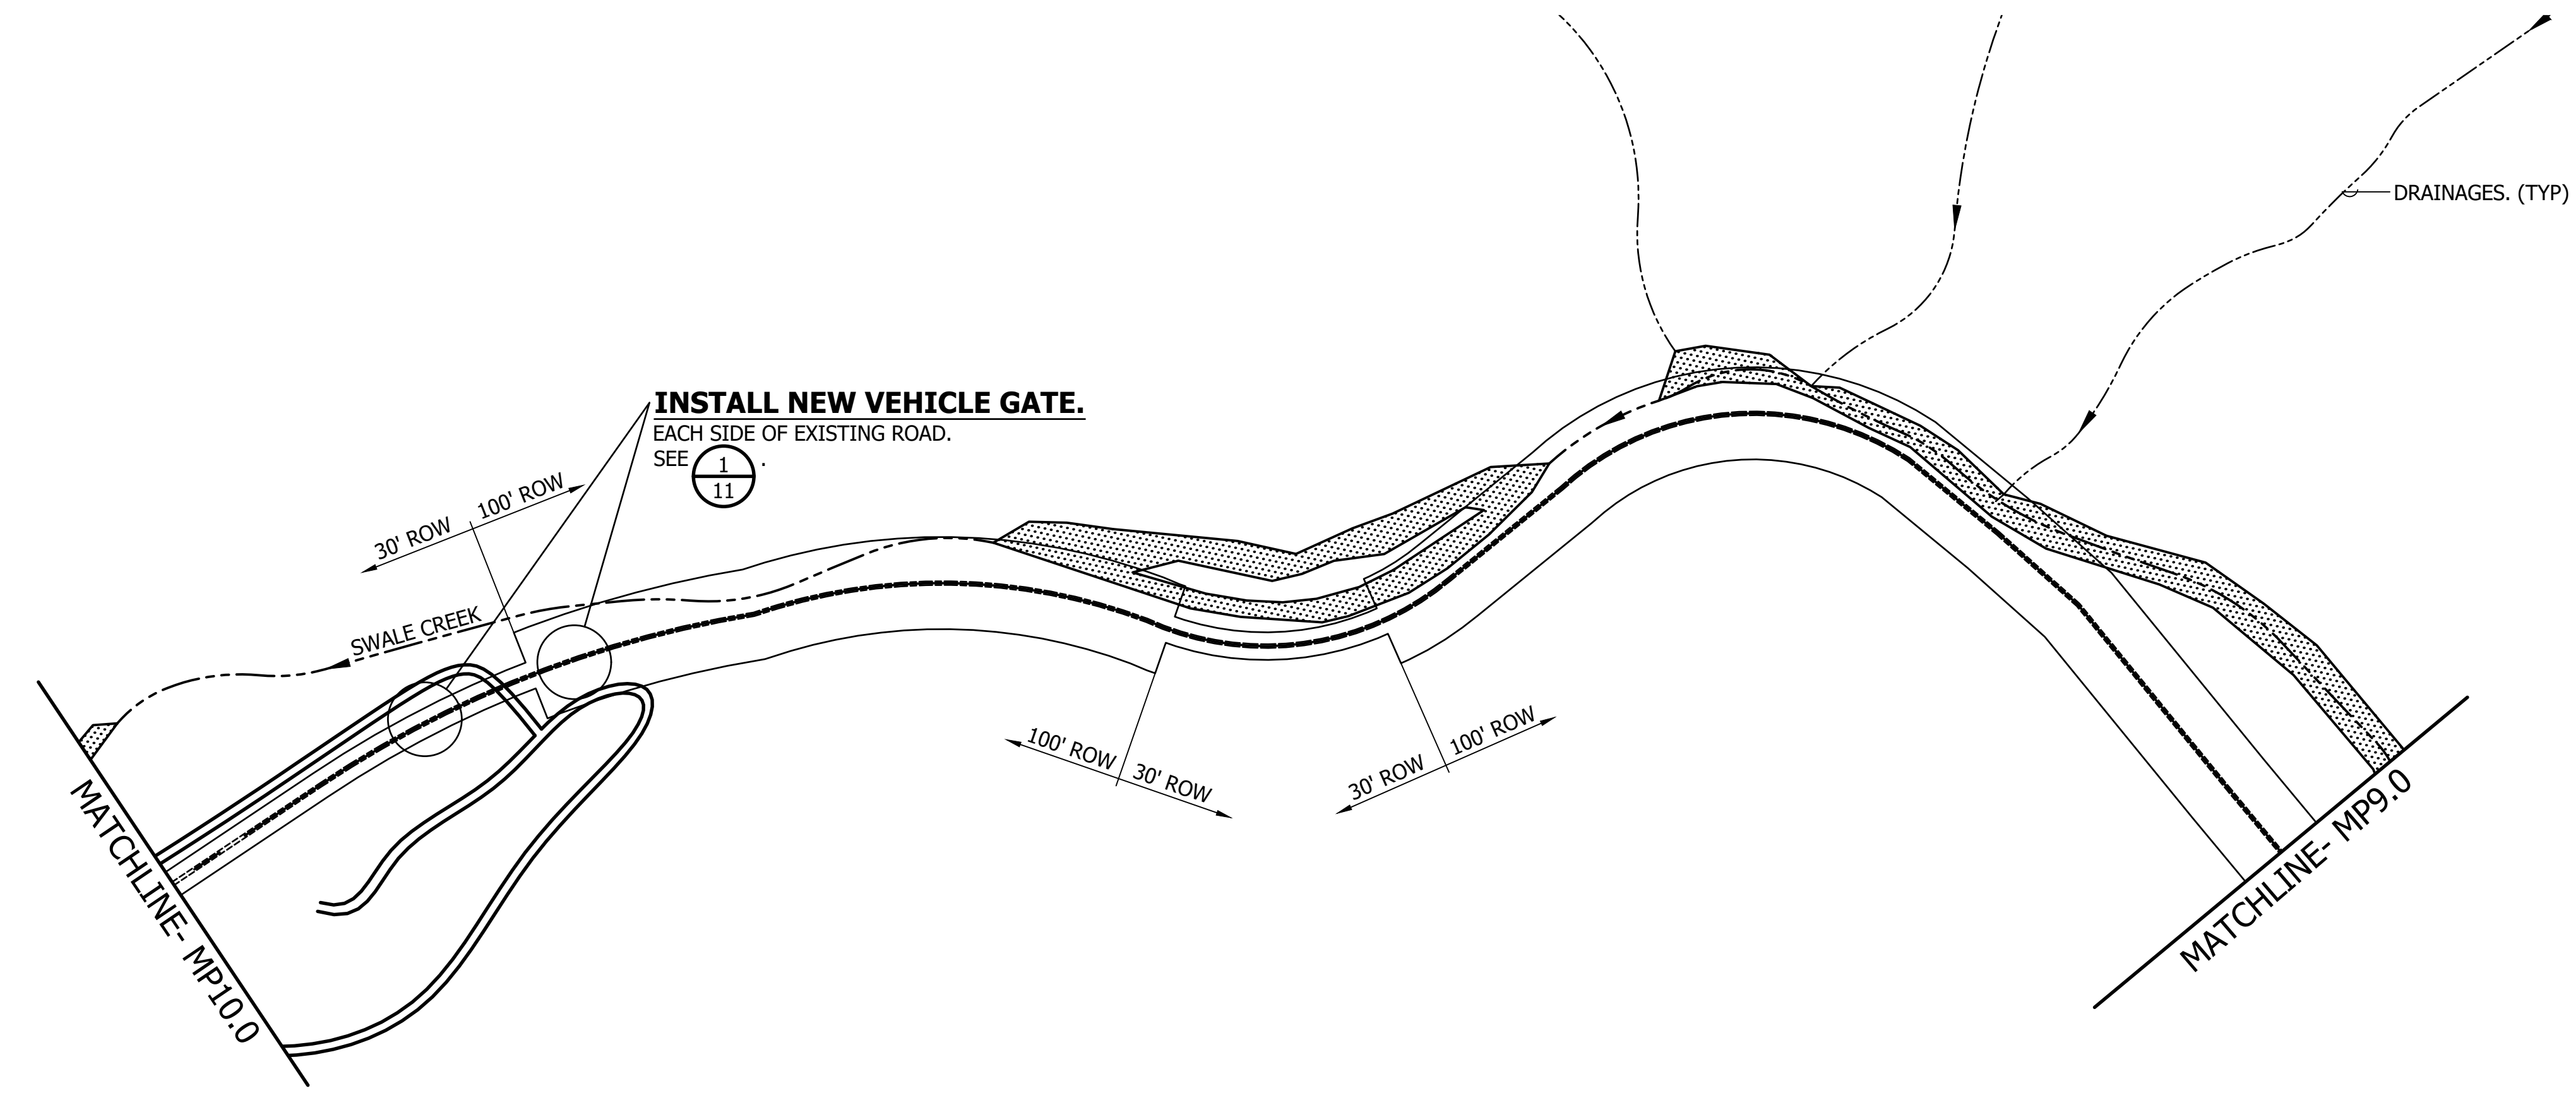 DRAINAGES. (TYP)
INSTALL NEW VEHICLE GATE.
EACH SIDE OF EXISTING ROAD.
SEE 1 .
11
30' ROW
100' ROW
SWALE CREEK
100' ROW
30' ROW
30' ROW
100' ROW
MATCHLINE- MP10.0
MATCHLINE- MP9.0